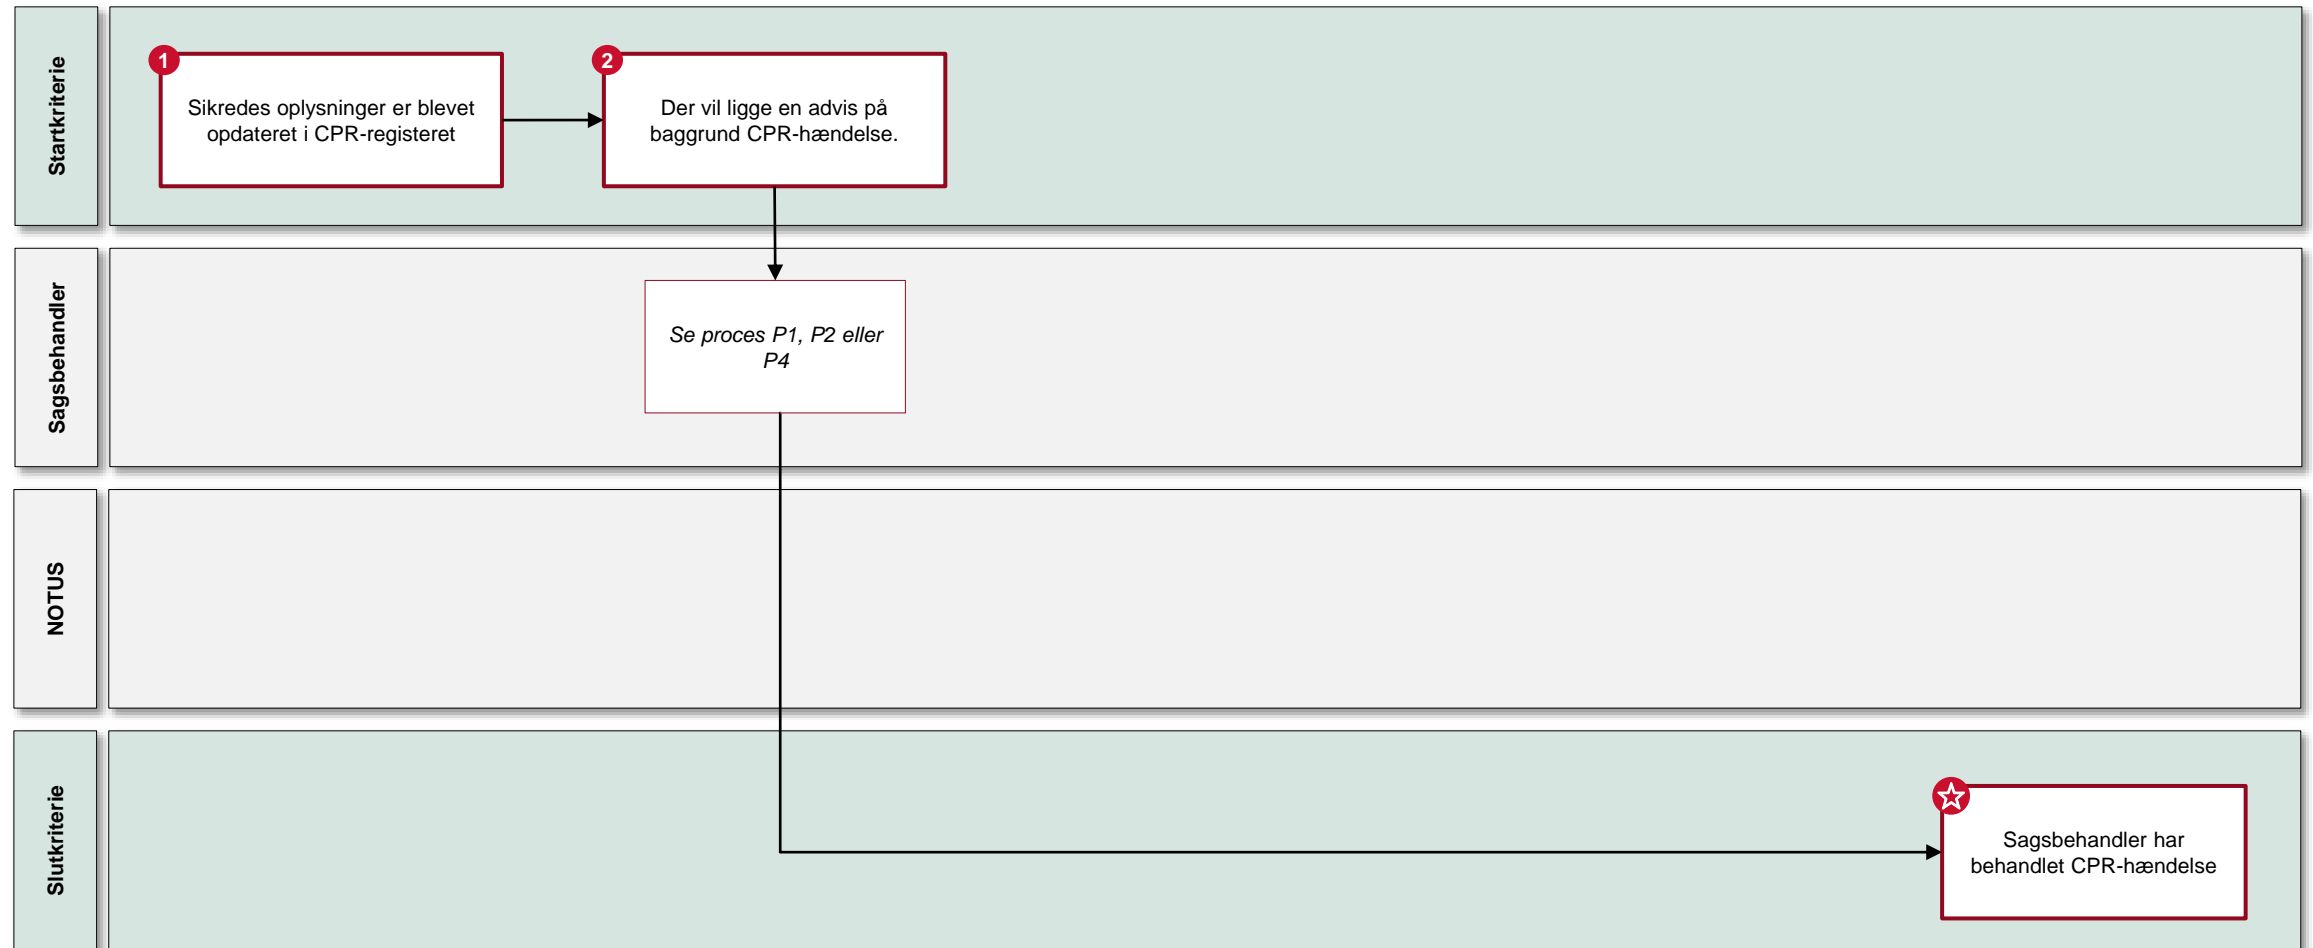 Startkriterie
1
Sikredes oplysninger er blevet
opdateret i CPR-registeret
2
Der vil ligge en advis på
baggrund CPR-hændelse.
Sagsbehandler
Se proces P1, P2 eller
P4
NOTUS
Slutkriterie
Sagsbehandler har
behandlet CPR-hændelse